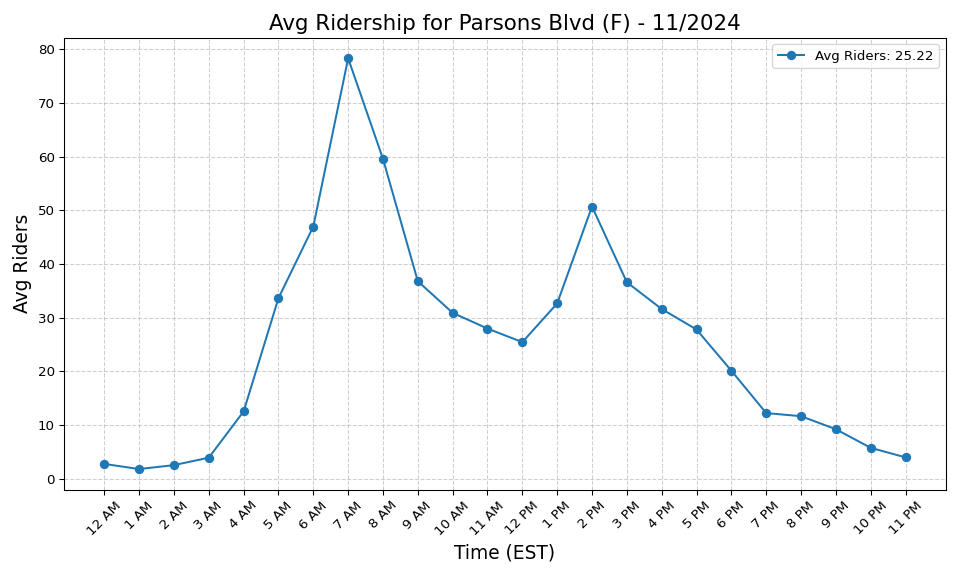 Avg Ridership for Parsons Blvd (F) - 11/2024
Avg Riders: 25.22
80
70
60
50
40
30
20
10
0
Avg Riders
12 AM
1 AM
2 AM
3 AM
4 AM
5 AM
6 AM
7 AM
8 AM
9 AM
10 AM
11 AM
12 PM
1 PM
2 PM
3 PM
4 PM
5 PM
6 PM
7 PM
8 PM
9 PM
10 PM
11 PM
Time (EST)